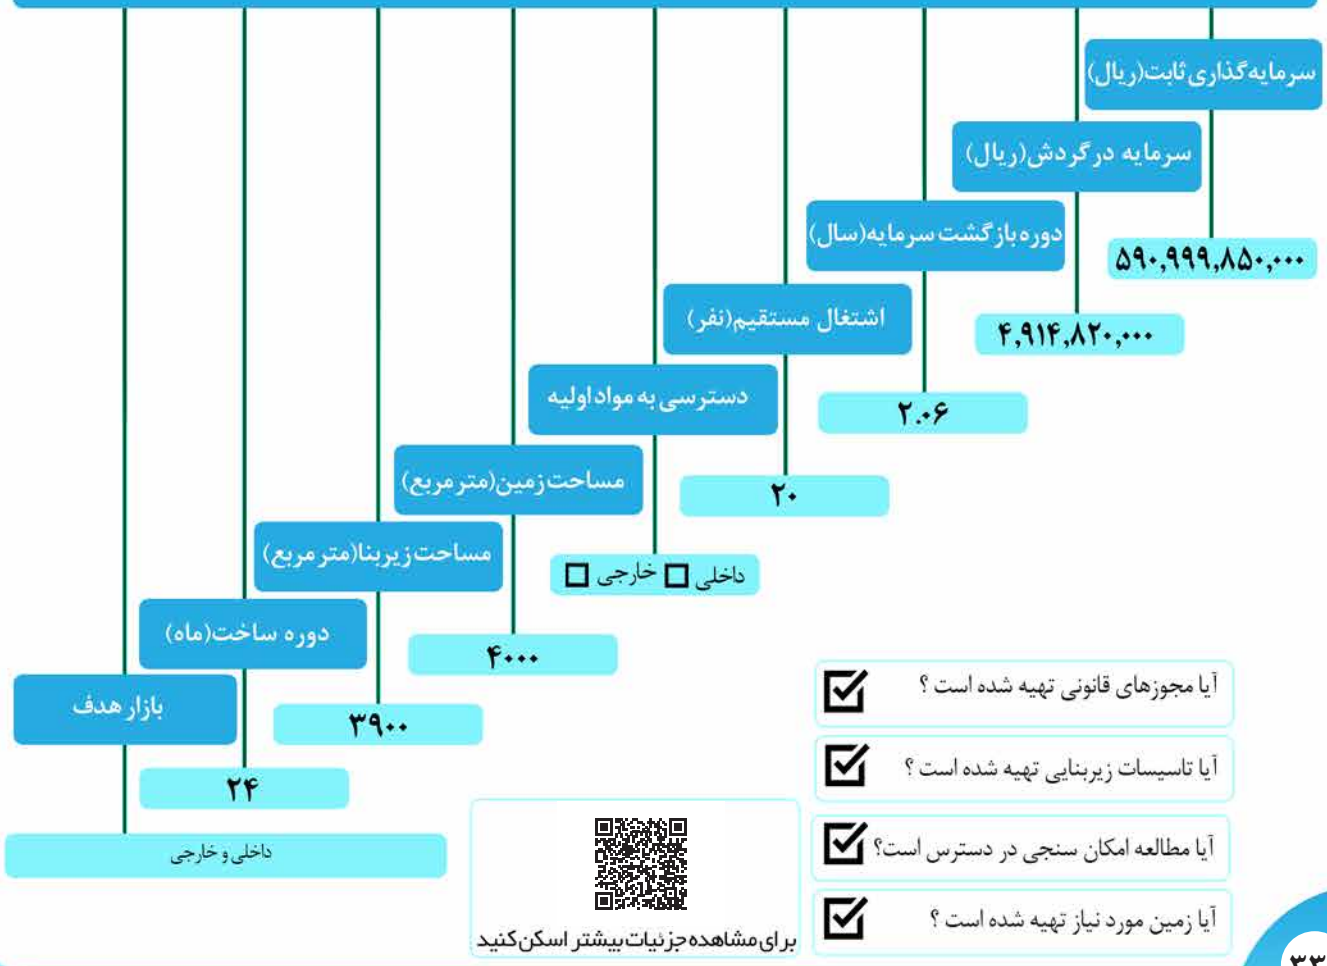 سرمایه‌گذاری ثابت(ریال)
۵۹۰,۹۹۹,۸۵۰,۰۰۰
سرمایه در گردش(ریال)
۴,۹۱۴,۸۲۰,۰۰۰
دوره بازگشت سرمایه(سال)
۲.۰۶
اشتغال مستقیم(نفر)
۲۰
دسترسی به مواد اولیه
داخلی ☐ خارجی ☐
مساحت زمین(متر مربع)
۴۰۰۰
مساحت زیربنا(متر مربع)
۳۹۰۰
دوره ساخت(ماه)
۲۴
بازار هدف
داخلی و خارجی
آیا مجوزهای قانونی تهیه شده است ؟ ☑
آیا تاسیسات زیربنایی تهیه شده است ؟ ☑
آیا مطالعه امکان سنجی در دسترس است؟ ☑
آیا زمین مورد نیاز تهیه شده است ؟ ☑
برای مشاهده جزئیات بیشتر اسکن کنید
۳۳